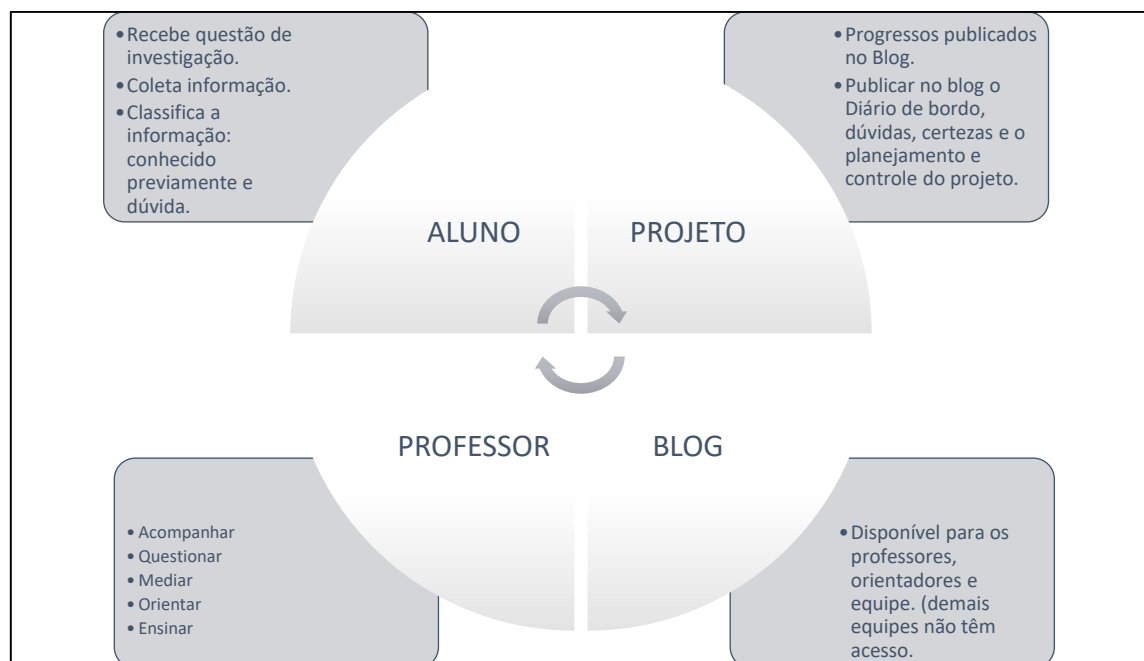 • Recebe questão de
investigação.
• Coleta informação.
• Classifica a
informação:
conhecido
previamente e
dúvida.
• Progressos publicados
no Blog.
• Publicar no blog o
Diário de bordo,
dúvidas, certezas e o
planejamento e
controle do projeto.
ALUNO
PROJETO
PROFESSOR
BLOG
• Acompanhar
• Questionar
• Mediar
• Orientar
• Ensinar
• Disponível para os
professores,
orientadores e
equipe. (demais
equipes não têm
acesso.